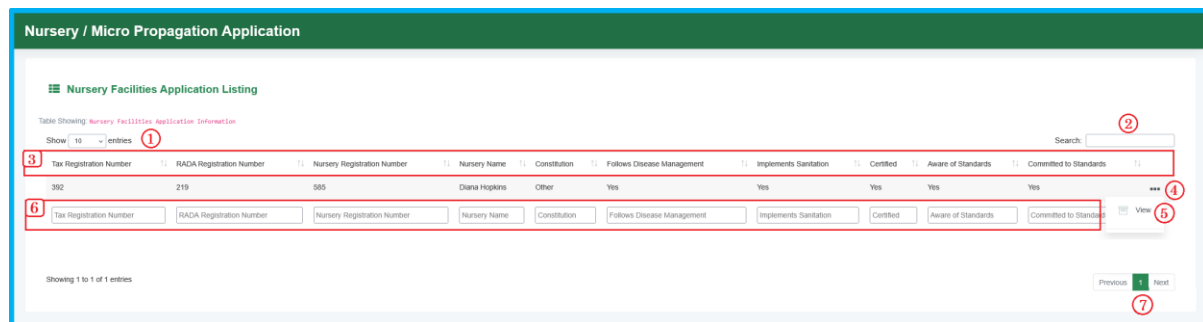 Nursery / Micro Propagation Application
Nursery Facilities Application Listing
Table Showing: Nursery Facilities Application Information
Show 10 entries ① Search: ②
3 Tax Registration Number RADA Registration Number Nursery Registration Number Nursery Name Constitution Follows Disease Management Implements Sanitation Certified Aware of Standards Committed to Standards
392 219 585 Diana Hopkins Other Yes Yes Yes Yes Yes ••• ④
6 Tax Registration Number RADA Registration Number Nursery Registration Number Nursery Name Constitution Follows Disease Management Implements Sanitation Certified Aware of Standards Committed to Standard View ⑤
Showing 1 to 1 of 1 entries Previous 1 Next
⑦